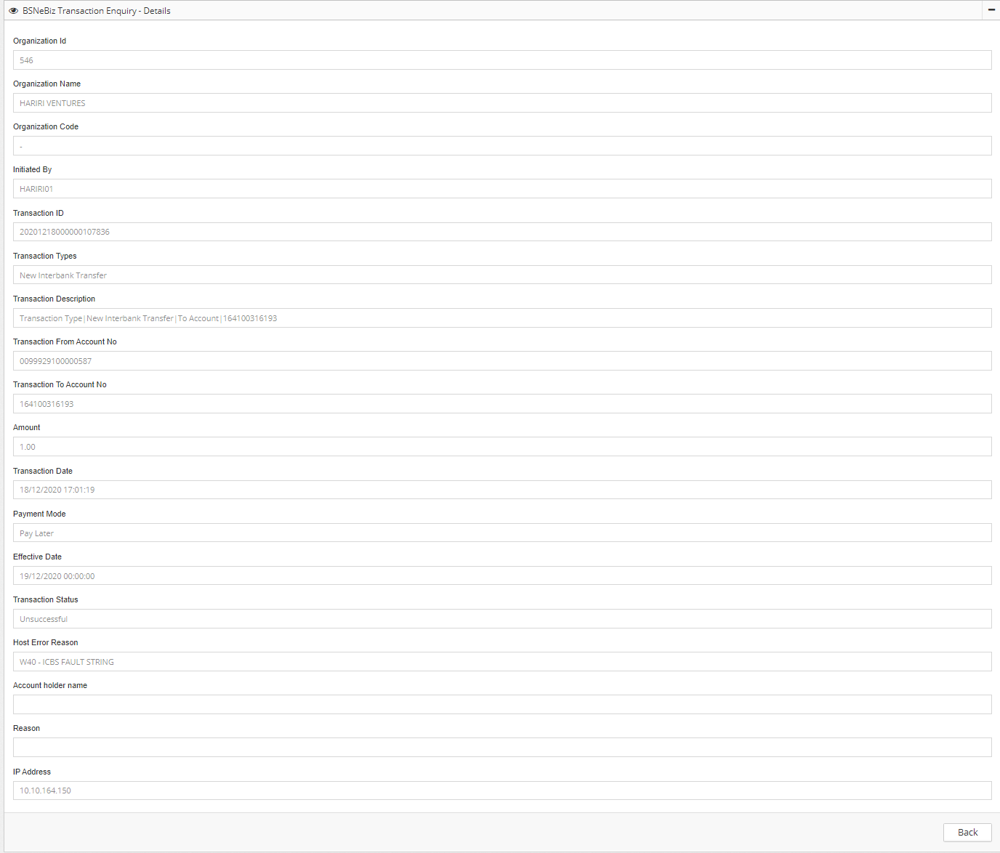 BSNeBiz Transaction Enquiry - Details
Organization Id
546
Organization Name
HARIRI VENTURES
Organization Code
-
Initiated By
HARIRI01
Transaction ID
20201218000000107836
Transaction Types
New Interbank Transfer
Transaction Description
Transaction Type|New Interbank Transfer|To Account|164100316193
Transaction From Account No
0099929100000587
Transaction To Account No
164100316193
Amount
1.00
Transaction Date
18/12/2020 17:01:19
Payment Mode
Pay Later
Effective Date
19/12/2020 00:00:00
Transaction Status
Unsuccessful
Host Error Reason
W40 - ICBS FAULT STRING
Account holder name
Reason
IP Address
10.10.164.150
Back